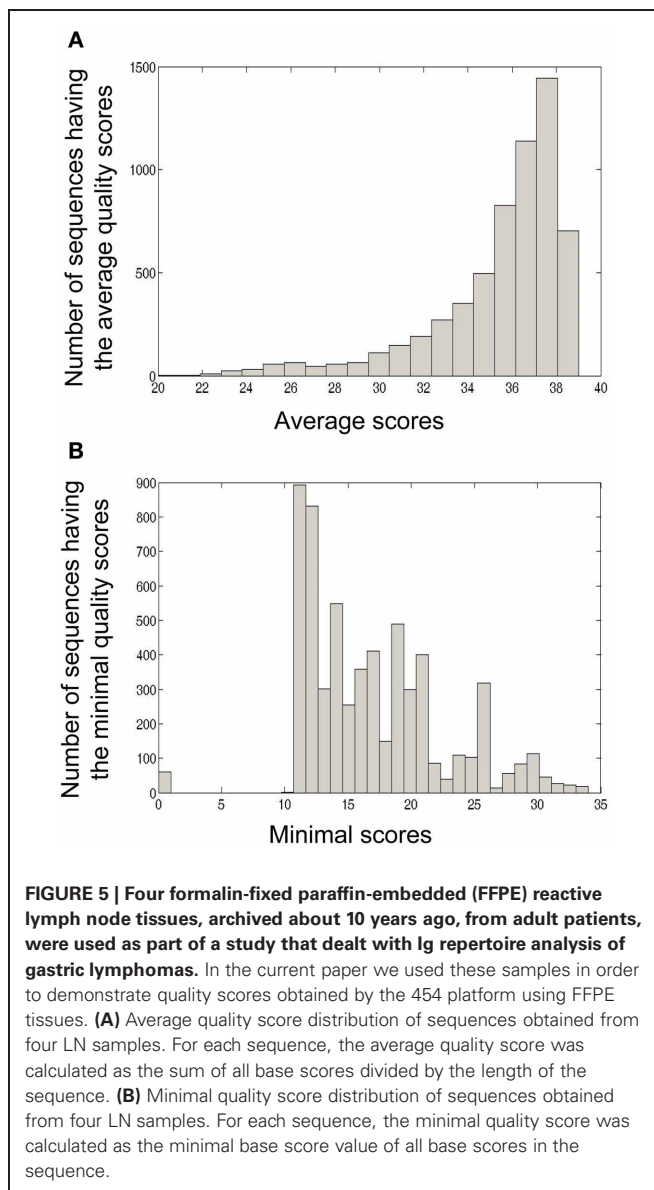 A
Number of sequences having
the average quality scores
1500
1000
500
0
20 22 24 26 28 30 32 34 36 38 40
Average scores
B
Number of sequences having
the minimal quality scores
900
800
700
600
500
400
300
200
100
0
0 5 10 15 20 25 30 35
Minimal scores
FIGURE 5 | Four formalin-fixed paraffin-embedded (FFPE) reactive
lymph node tissues, archived about 10 years ago, from adult patients,
were used as part of a study that dealt with Ig repertoire analysis of
gastric lymphomas. In the current paper we used these samples in order
to demonstrate quality scores obtained by the 454 platform using FFPE
tissues. (A) Average quality score distribution of sequences obtained from
four LN samples. For each sequence, the average quality score was
calculated as the sum of all base scores divided by the length of the
sequence. (B) Minimal quality score distribution of sequences obtained
from four LN samples. For each sequence, the minimal quality score was
calculated as the minimal base score value of all base scores in the
sequence.